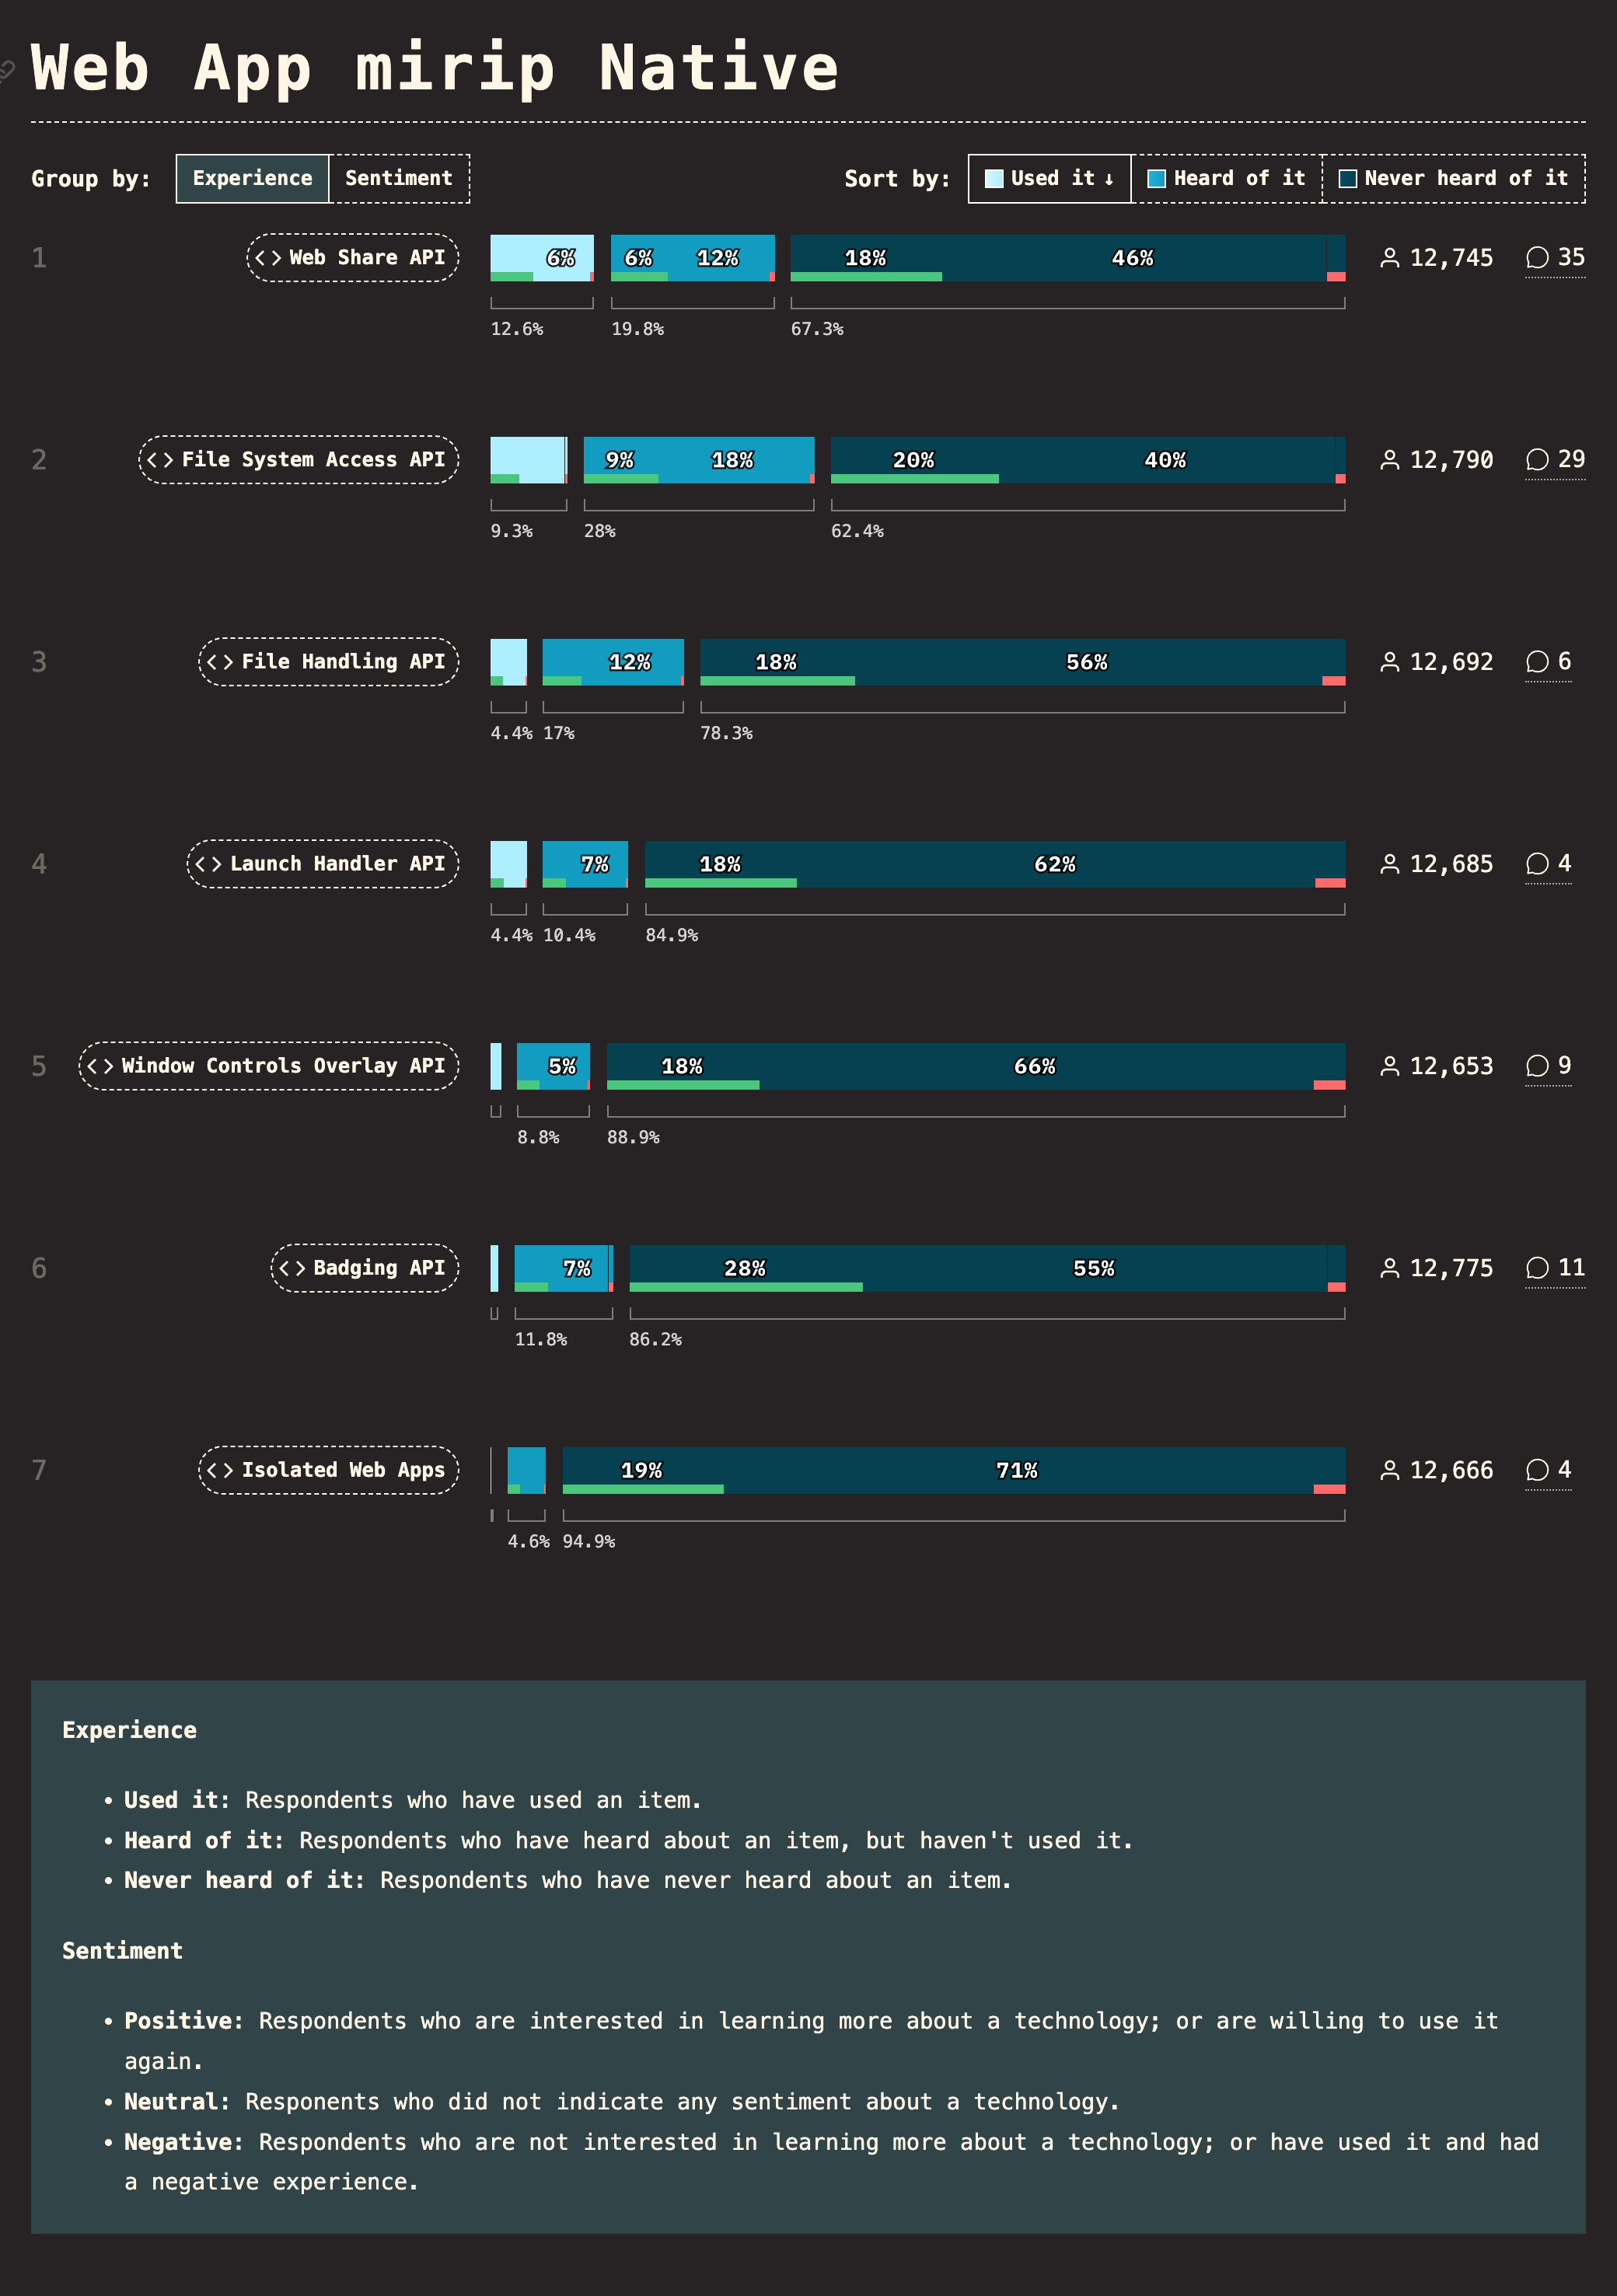 Web App mirip Native
Group by: Experience Sentiment Sort by: Used it ↓ Heard of it Never heard of it
1 <> Web Share API 6% 6% 12% 18% 46% 12,745 35
12.6% 19.8% 67.3%
2 <> File System Access API 9% 18% 20% 40% 12,790 29
9.3% 28% 62.4%
3 <> File Handling API 12% 18% 56% 12,692 6
4.4% 17% 78.3%
4 <> Launch Handler API 7% 18% 62% 12,685 4
4.4% 10.4% 84.9%
5 <> Window Controls Overlay API 5% 18% 66% 12,653 9
8.8% 88.9%
6 <> Badging API 7% 28% 55% 12,775 11
11.8% 86.2%
7 <> Isolated Web Apps 19% 71% 12,666 4
4.6% 94.9%
Experience
• Used it: Respondents who have used an item.
• Heard of it: Respondents who have heard about an item, but haven't used it.
• Never heard of it: Respondents who have never heard about an item.
Sentiment
• Positive: Respondents who are interested in learning more about a technology; or are willing to use it
again.
• Neutral: Responents who did not indicate any sentiment about a technology.
• Negative: Respondents who are not interested in learning more about a technology; or have used it and had
a negative experience.